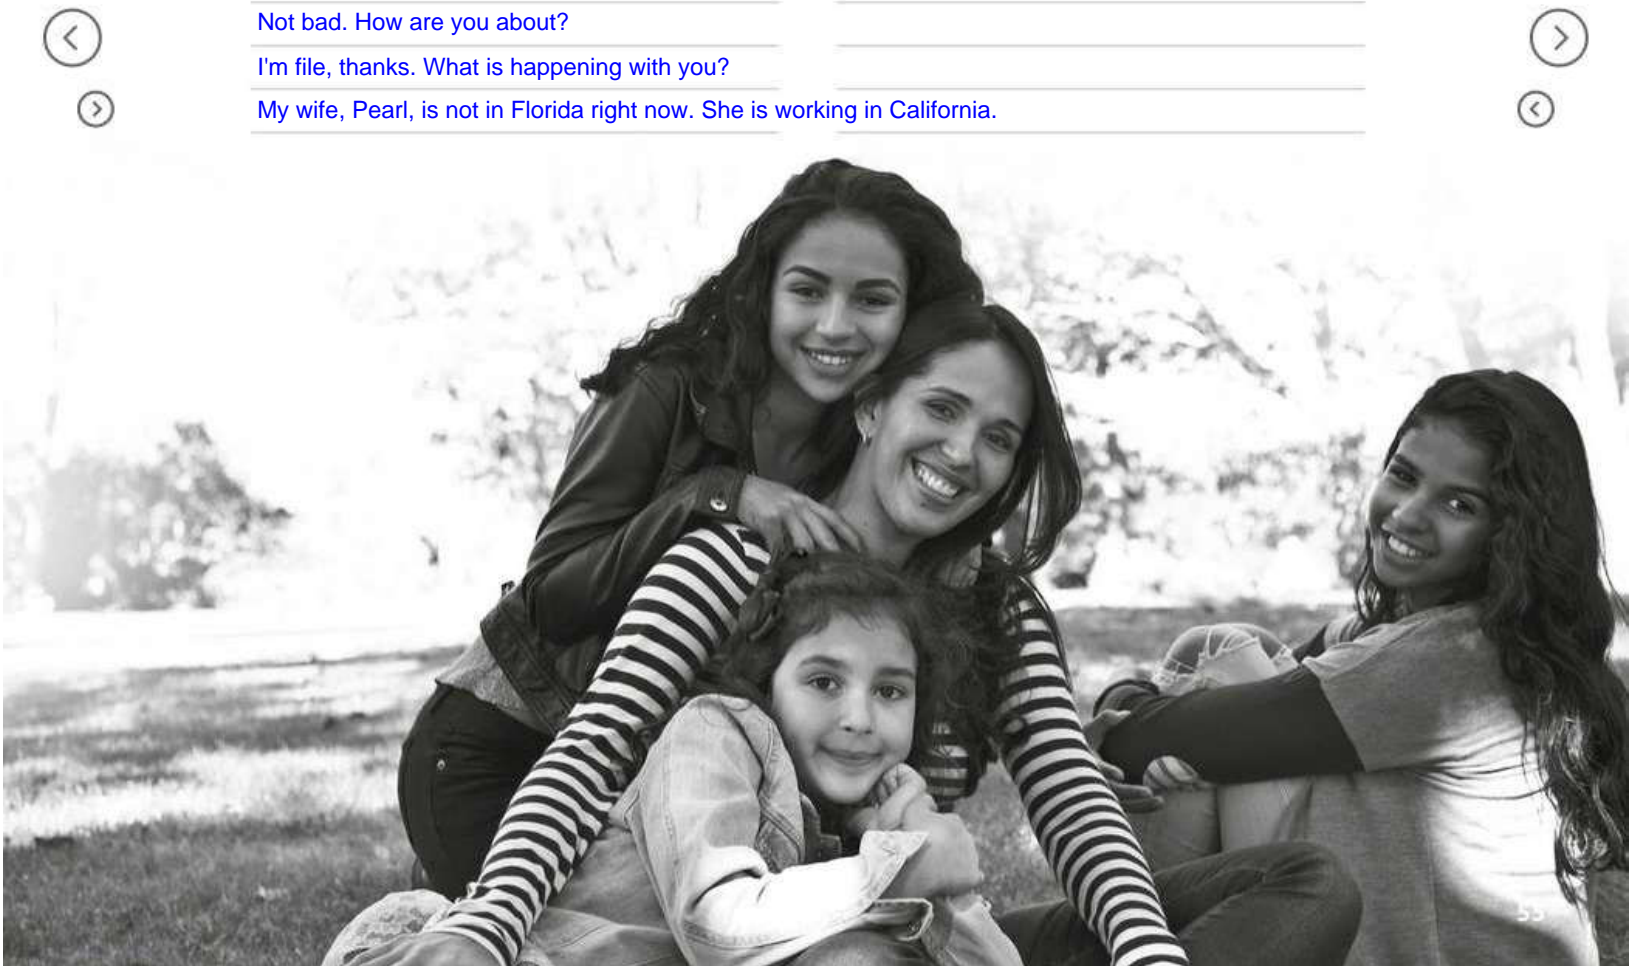 Not bad. How are you about?
I'm file, thanks. What is happening with you?
My wife, Pearl, is not in Florida right now. She is working in California.
55